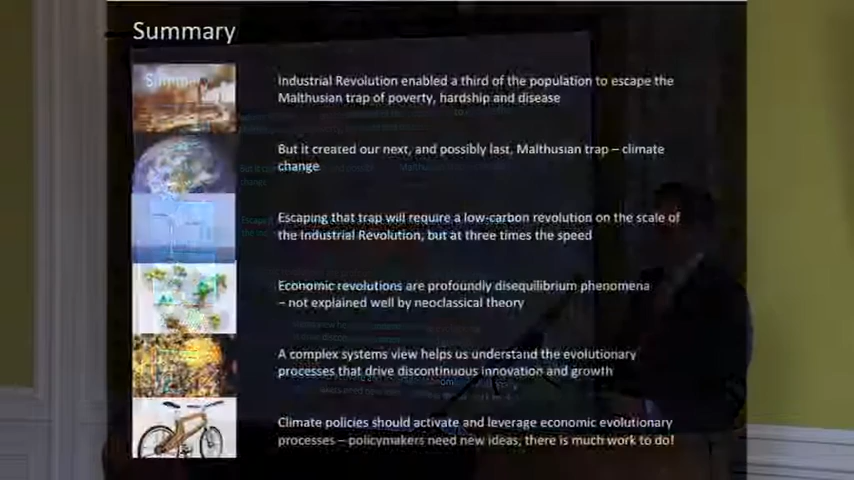 Summary
Industrial Revolution enabled a third of the population to escape the
Malthusian trap of poverty, hardship and disease
But it created our next, and possibly last, Malthusian trap – climate
change
Escaping that trap will require a low-carbon revolution on the scale of
the Industrial Revolution, but at three times the speed
Economic revolutions are profoundly disequilibrium phenomena
– not explained well by neoclassical theory
A complex systems view helps us understand the evolutionary
processes that drive discontinuous innovation and growth
Climate policies should activate and leverage economic evolutionary
processes – policymakers need new ideas, there is much work to do!